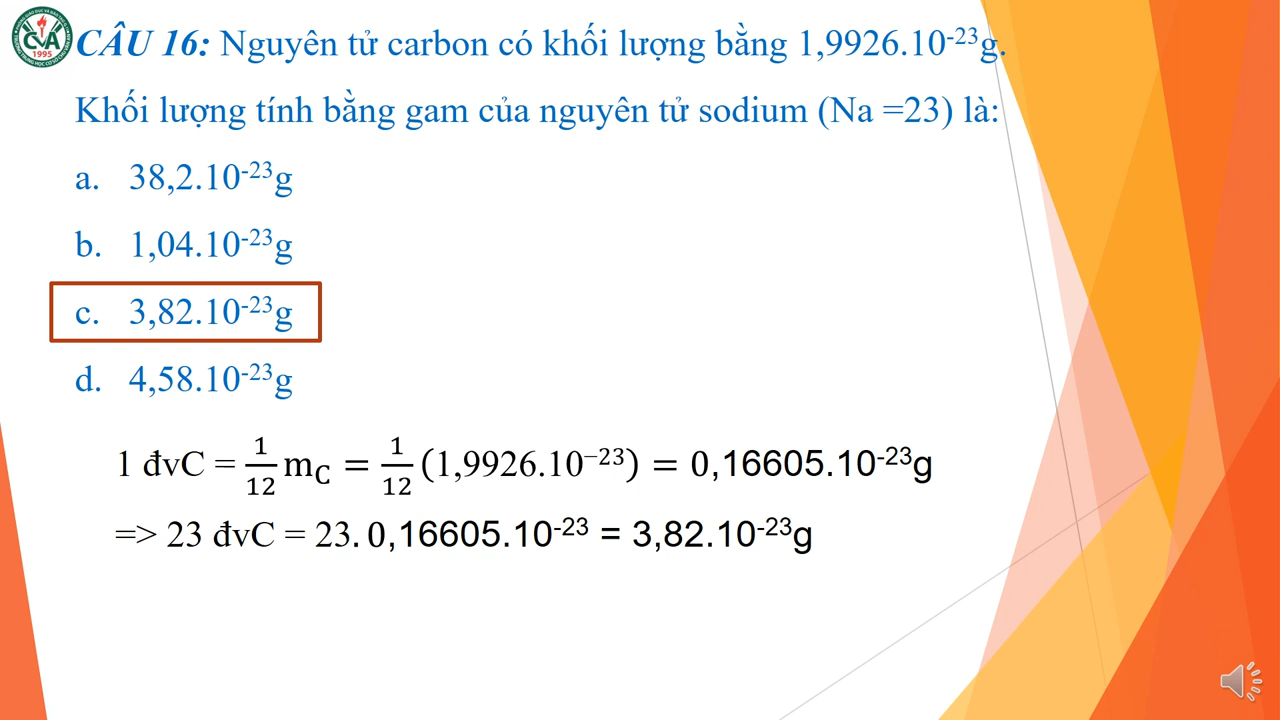 CVA
1995
CÂU 16: Nguyên tử carbon có khối lượng bằng 1,9926.10⁻²³g.
Khối lượng tính bằng gam của nguyên tử sodium (Na =23) là:
a. 38,2.10⁻²³g
b. 1,04.10⁻²³g
c. 3,82.10⁻²³g
d. 4,58.10⁻²³g
1 đvC = 1/12 m_C = 1/12 (1,9926.10⁻²³) = 0,16605.10⁻²³g
=> 23 đvC = 23. 0,16605.10⁻²³ = 3,82.10⁻²³g